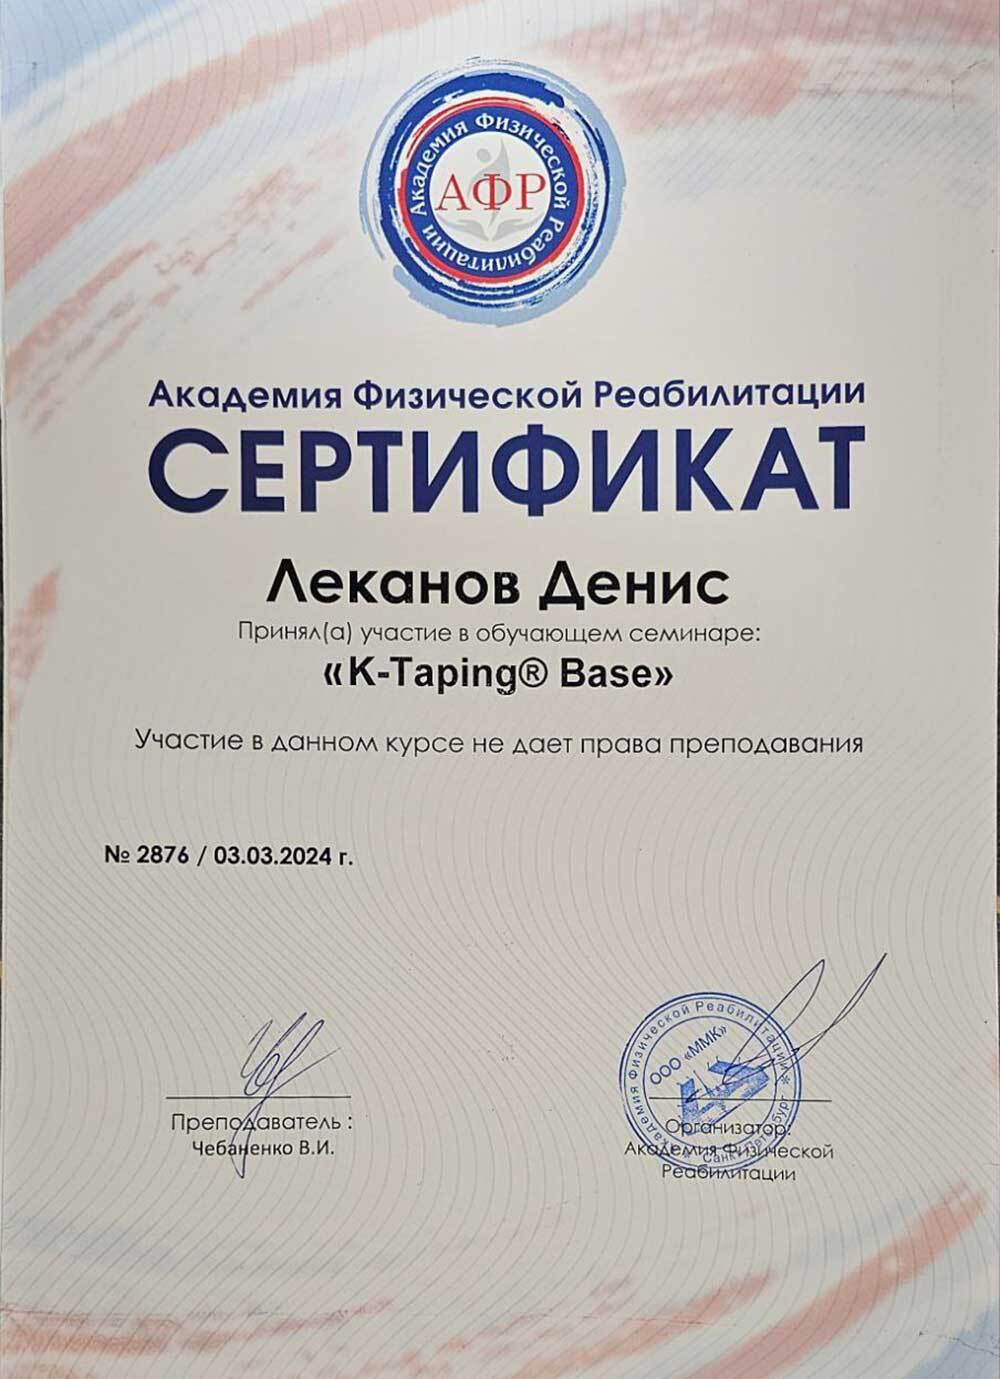 Академия Физической Реабилитации
АФР
Академия Физической Реабилитации
СЕРТИФИКАТ
Леканов Денис
Принял(а) участие в обучающем семинаре:
«K-Taping® Base»
Участие в данном курсе не дает права преподавания
№ 2876 / 03.03.2024 г.
Преподаватель :
Чебаненко В.И.
Академия Физической Реабилитации * Санкт-Петербург *
ООО «ММК»
Организатор:
Академия Физической
Реабилитации